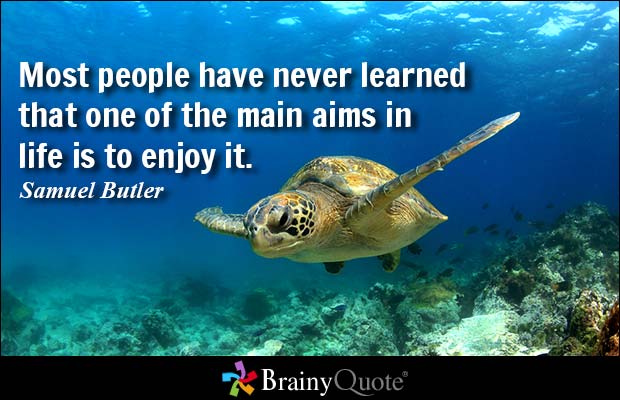 Most people have never learned
that one of the main aims in
life is to enjoy it.
Samuel Butler
BrainyQuote®